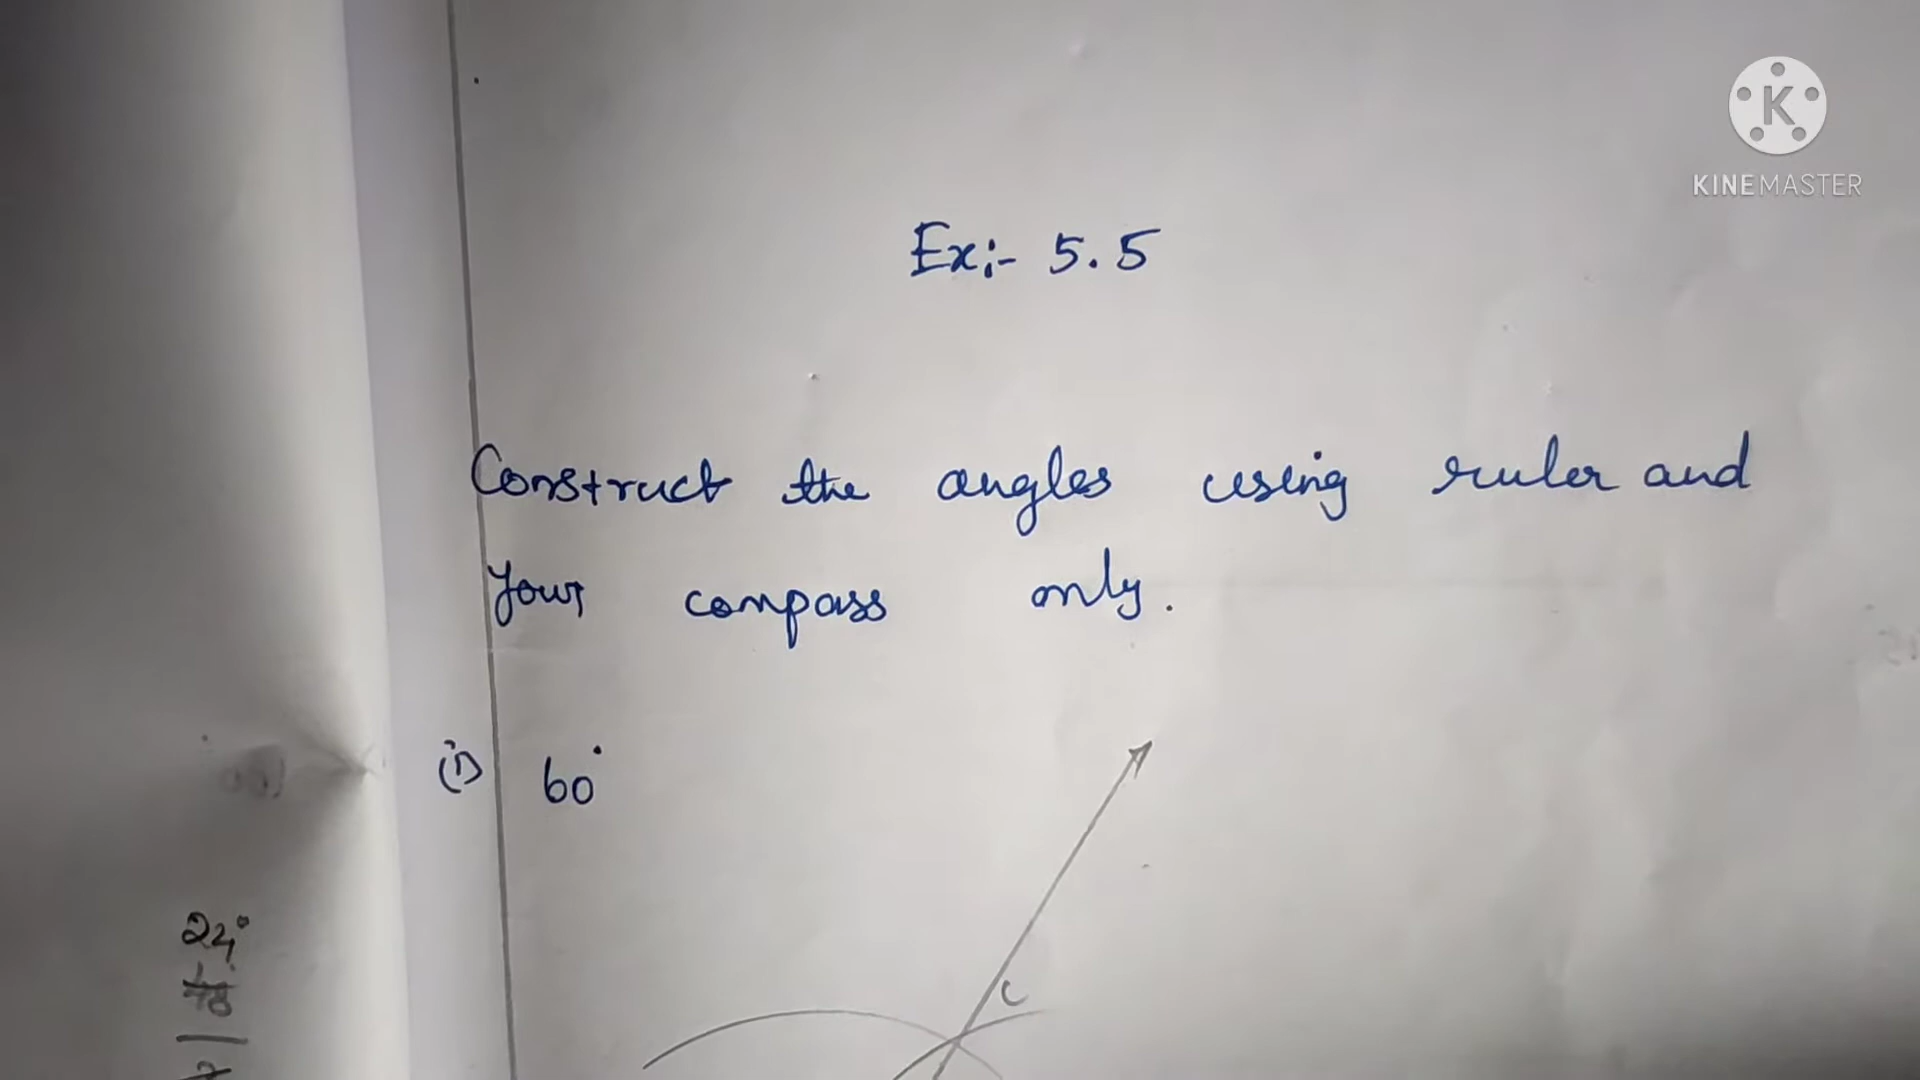 KINEMASTER
Ex:- 5.5
Construct the angles using ruler and
your compass only.
(i) 60°
24°
C